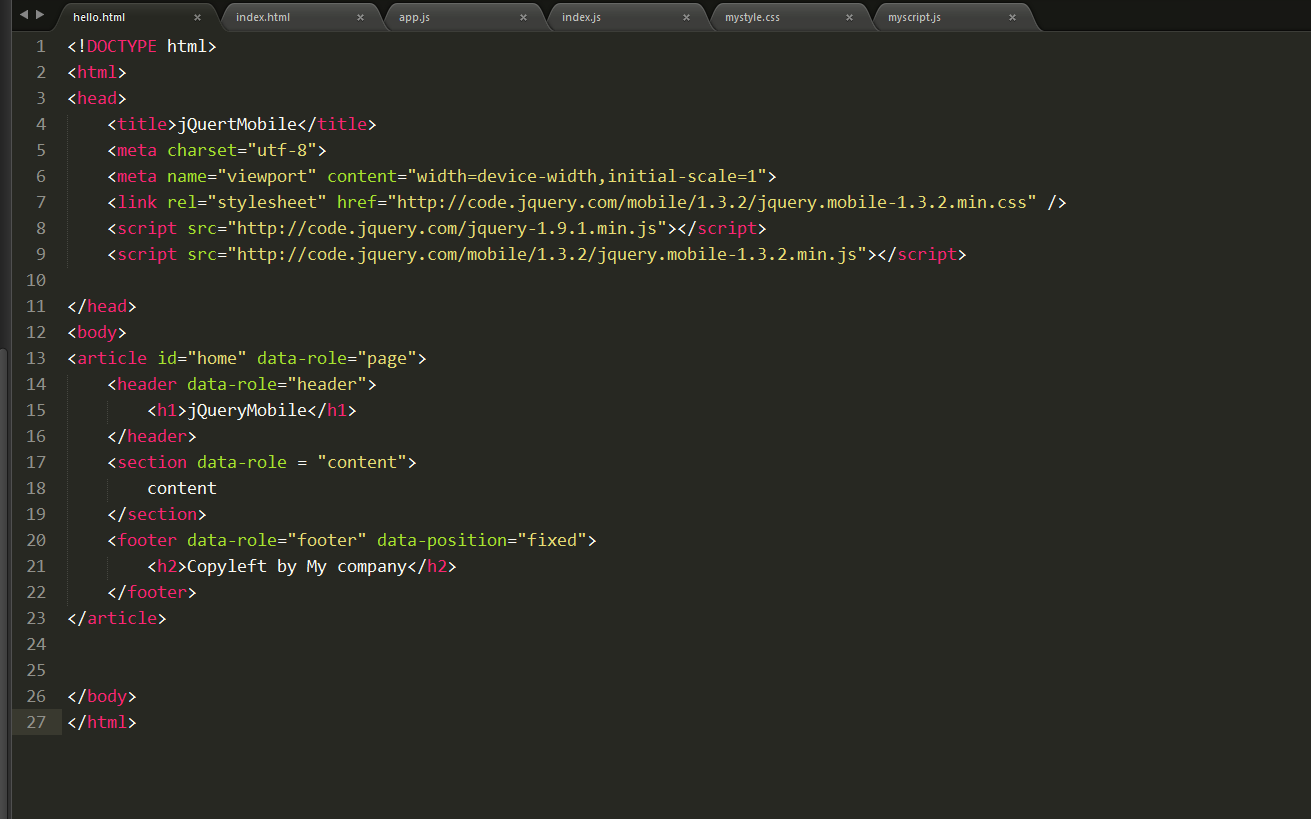 hello.html × index.html × app.js × index.js × mystyle.css × myscript.js ×
1 <!DOCTYPE html>
2 <html>
3 <head>
4     <title>jQuertMobile</title>
5     <meta charset="utf-8">
6     <meta name="viewport" content="width=device-width,initial-scale=1">
7     <link rel="stylesheet" href="http://code.jquery.com/mobile/1.3.2/jquery.mobile-1.3.2.min.css" />
8     <script src="http://code.jquery.com/jquery-1.9.1.min.js"></script>
9     <script src="http://code.jquery.com/mobile/1.3.2/jquery.mobile-1.3.2.min.js"></script>
10
11 </head>
12 <body>
13 <article id="home" data-role="page">
14     <header data-role="header">
15         <h1>jQueryMobile</h1>
16     </header>
17     <section data-role = "content">
18         content
19     </section>
20     <footer data-role="footer" data-position="fixed">
21         <h2>Copyleft by My company</h2>
22     </footer>
23 </article>
24
25
26 </body>
27 </html>